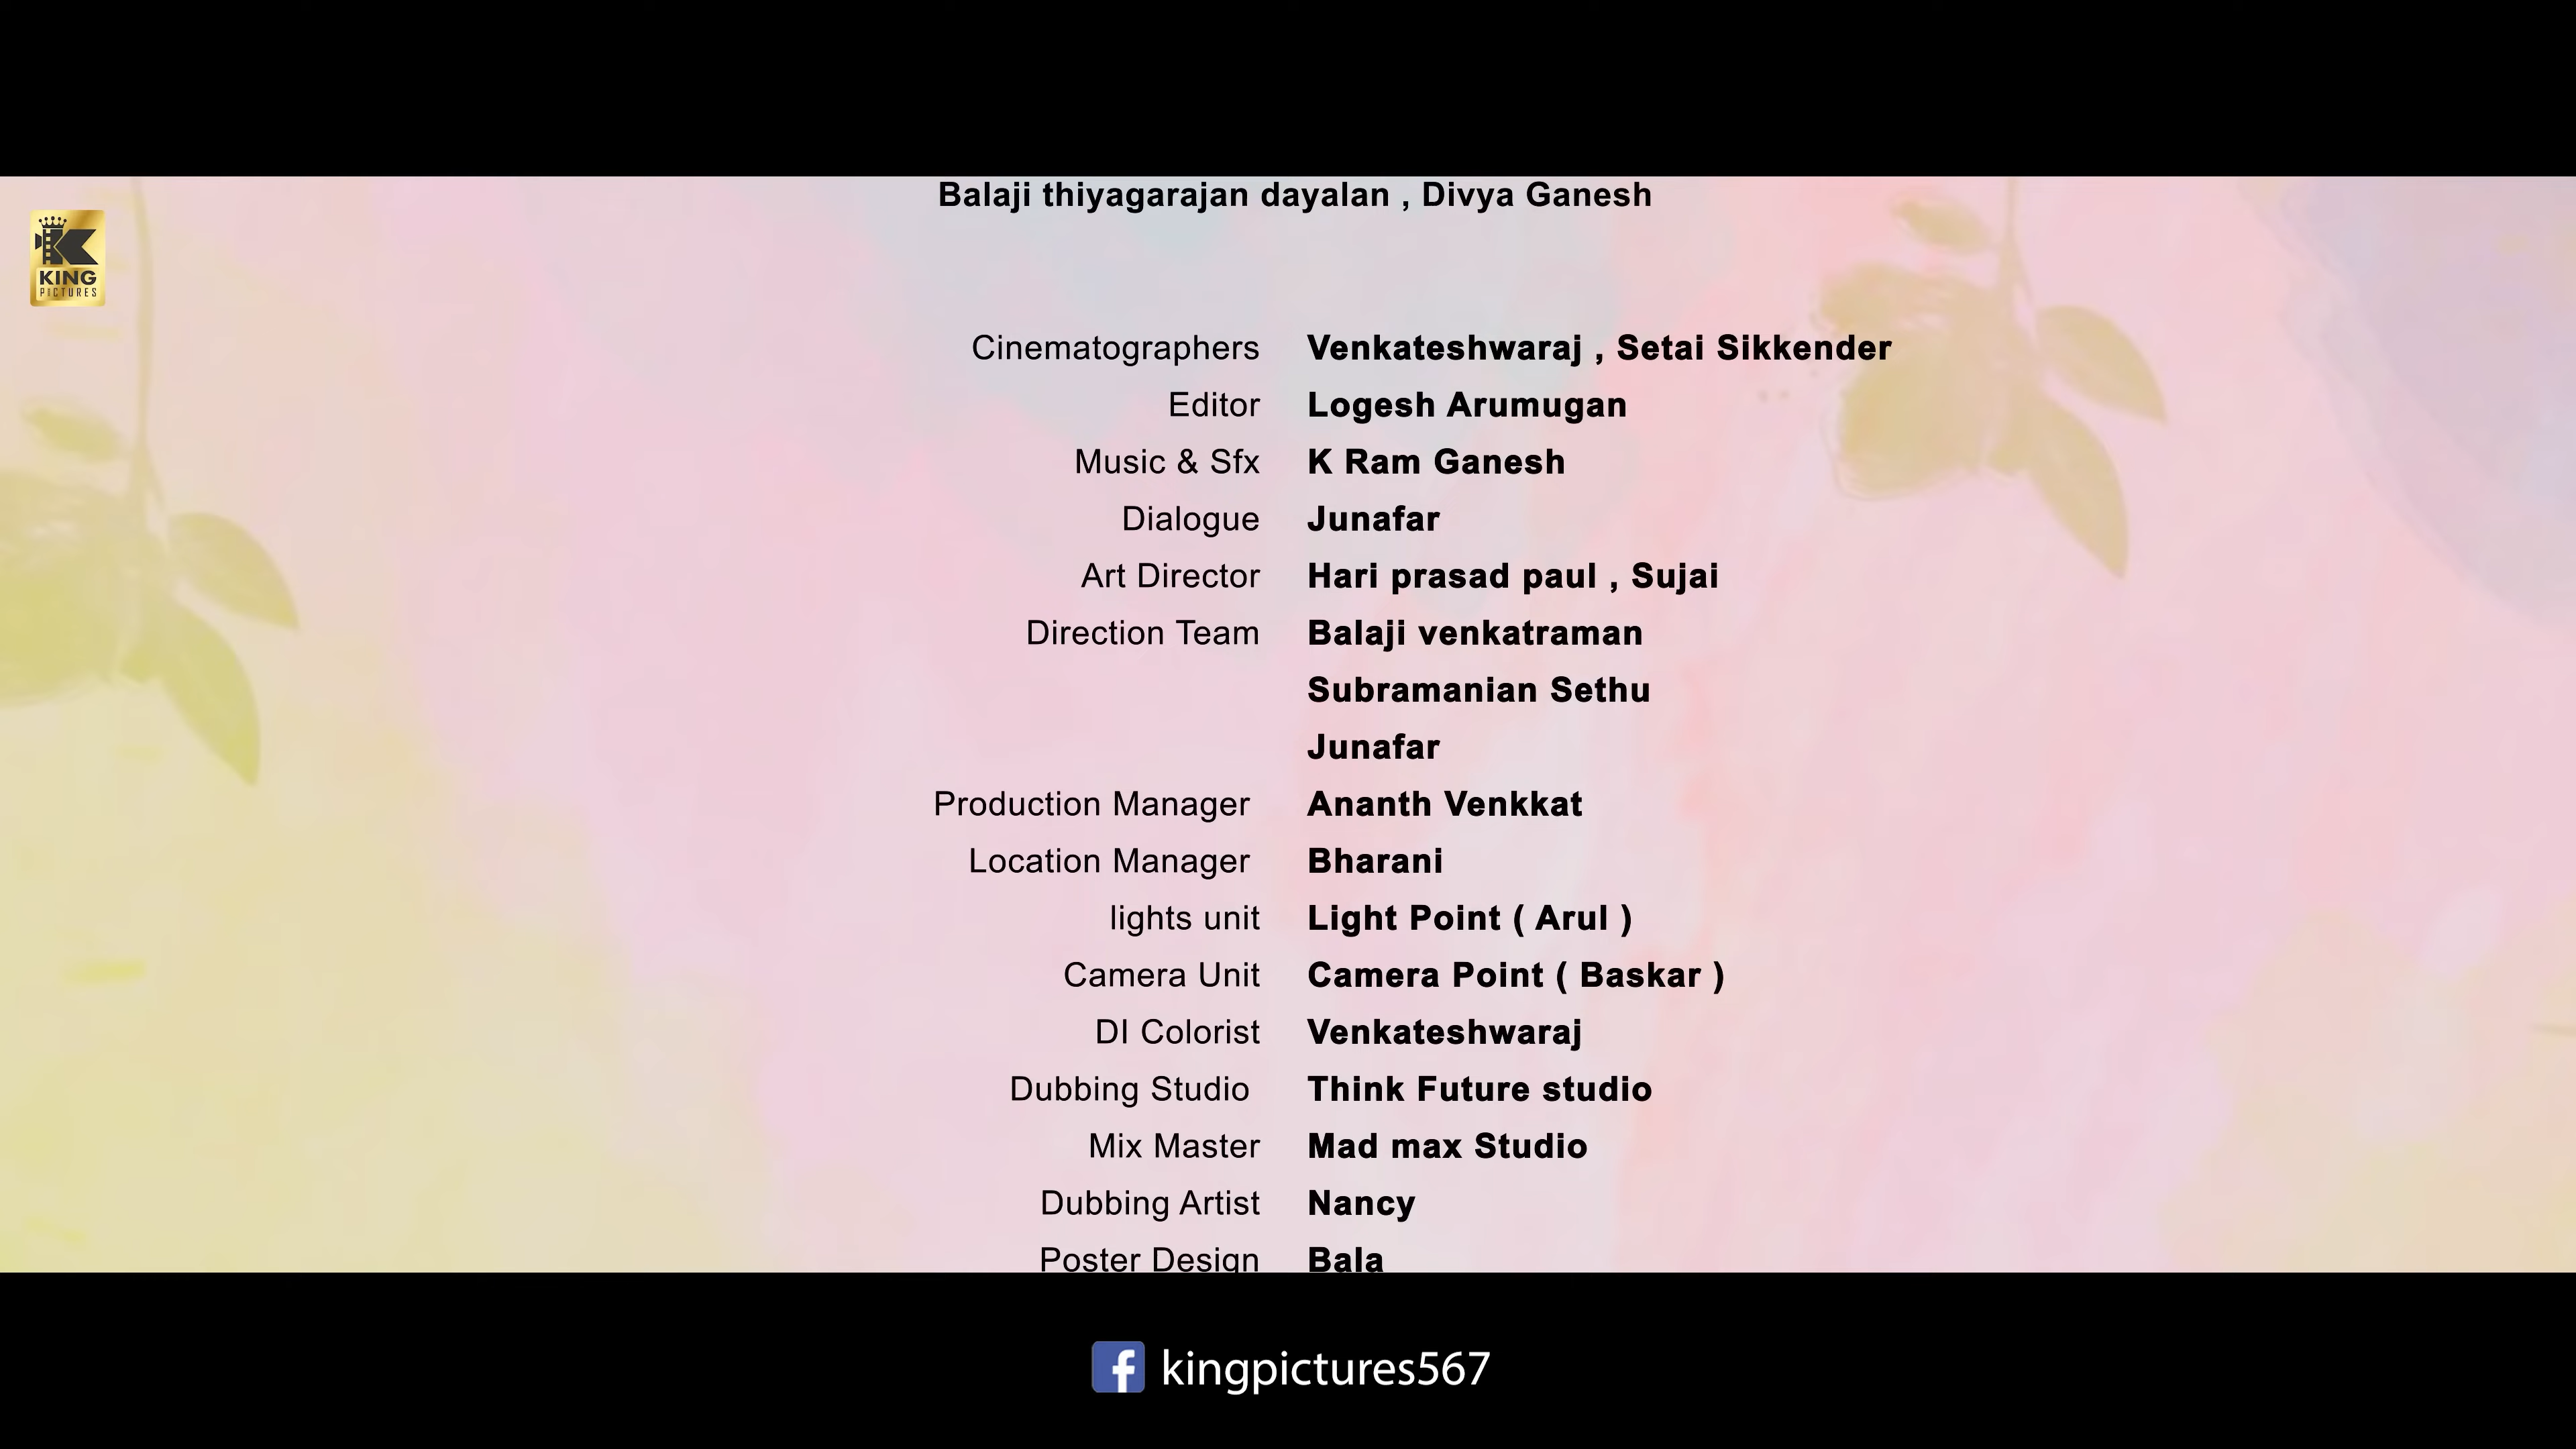 Balaji thiyagarajan dayalan , Divya Ganesh
KING
PICTURES
Cinematographers Venkateshwaraj , Setai Sikkender
Editor Logesh Arumugan
Music & Sfx K Ram Ganesh
Dialogue Junafar
Art Director Hari prasad paul , Sujai
Direction Team Balaji venkatraman
Subramanian Sethu
Junafar
Production Manager Ananth Venkkat
Location Manager Bharani
lights unit Light Point ( Arul )
Camera Unit Camera Point ( Baskar )
DI Colorist Venkateshwaraj
Dubbing Studio Think Future studio
Mix Master Mad max Studio
Dubbing Artist Nancy
Poster Design Bala
kingpictures567